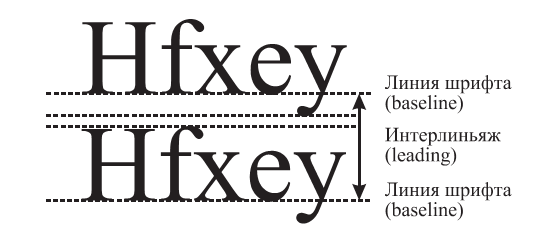 Hfxey
Линия шрифта
(baseline)
Hfxey
Интерлиньяж
(leading)
Линия шрифта
(baseline)